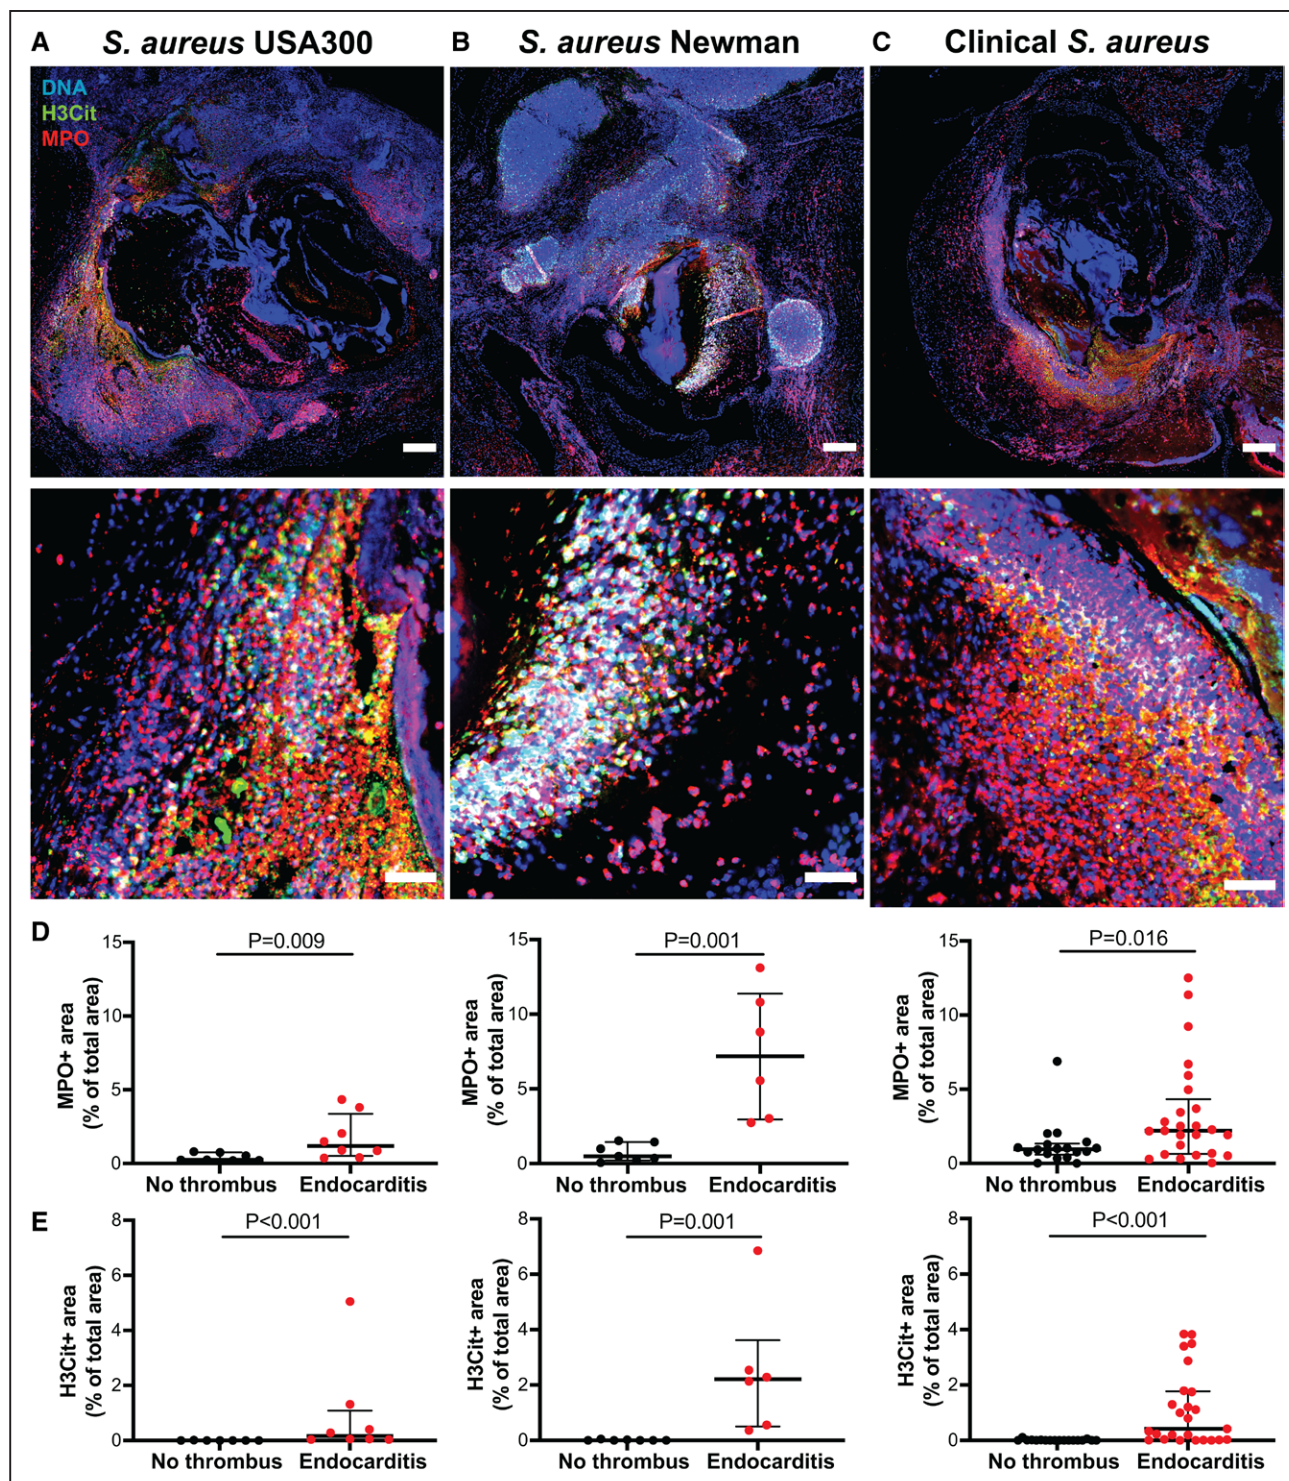 A S. aureus USA300 B S. aureus Newman C Clinical S. aureus
DNA
H3Cit
MPO
D
P=0.009
MPO+ area
(% of total area)
15
10
5
0
No thrombus Endocarditis
P=0.001
MPO+ area
(% of total area)
15
10
5
0
No thrombus Endocarditis
P=0.016
MPO+ area
(% of total area)
15
10
5
0
No thrombus Endocarditis
E
P<0.001
H3Cit+ area
(% of total area)
8
6
4
2
0
No thrombus Endocarditis
P=0.001
H3Cit+ area
(% of total area)
8
6
4
2
0
No thrombus Endocarditis
P<0.001
H3Cit+ area
(% of total area)
8
6
4
2
0
No thrombus Endocarditis